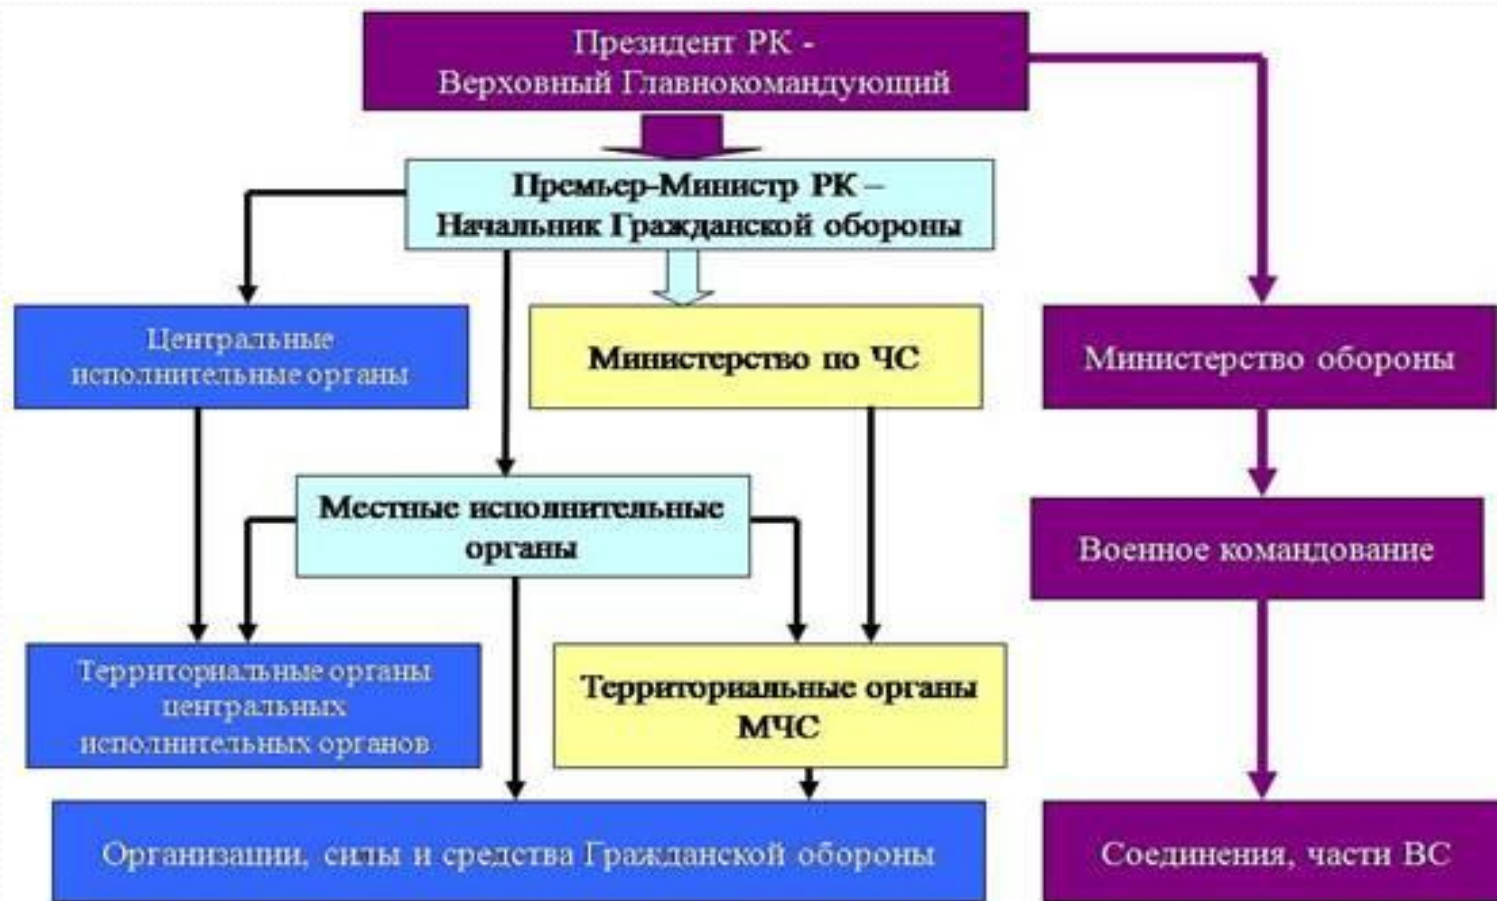 Президент РК -
Верховный Главнокомандующий
Премьер-Министр РК –
Начальник Гражданской обороны
Центральные
исполнительные органы
Министерство по ЧС
Министерство обороны
Местные исполнительные
органы
Военное командование
Территориальные органы
центральных
исполнительных органов
Территориальные органы
МЧС
Организации, силы и средства Гражданской обороны
Соединения, части ВС